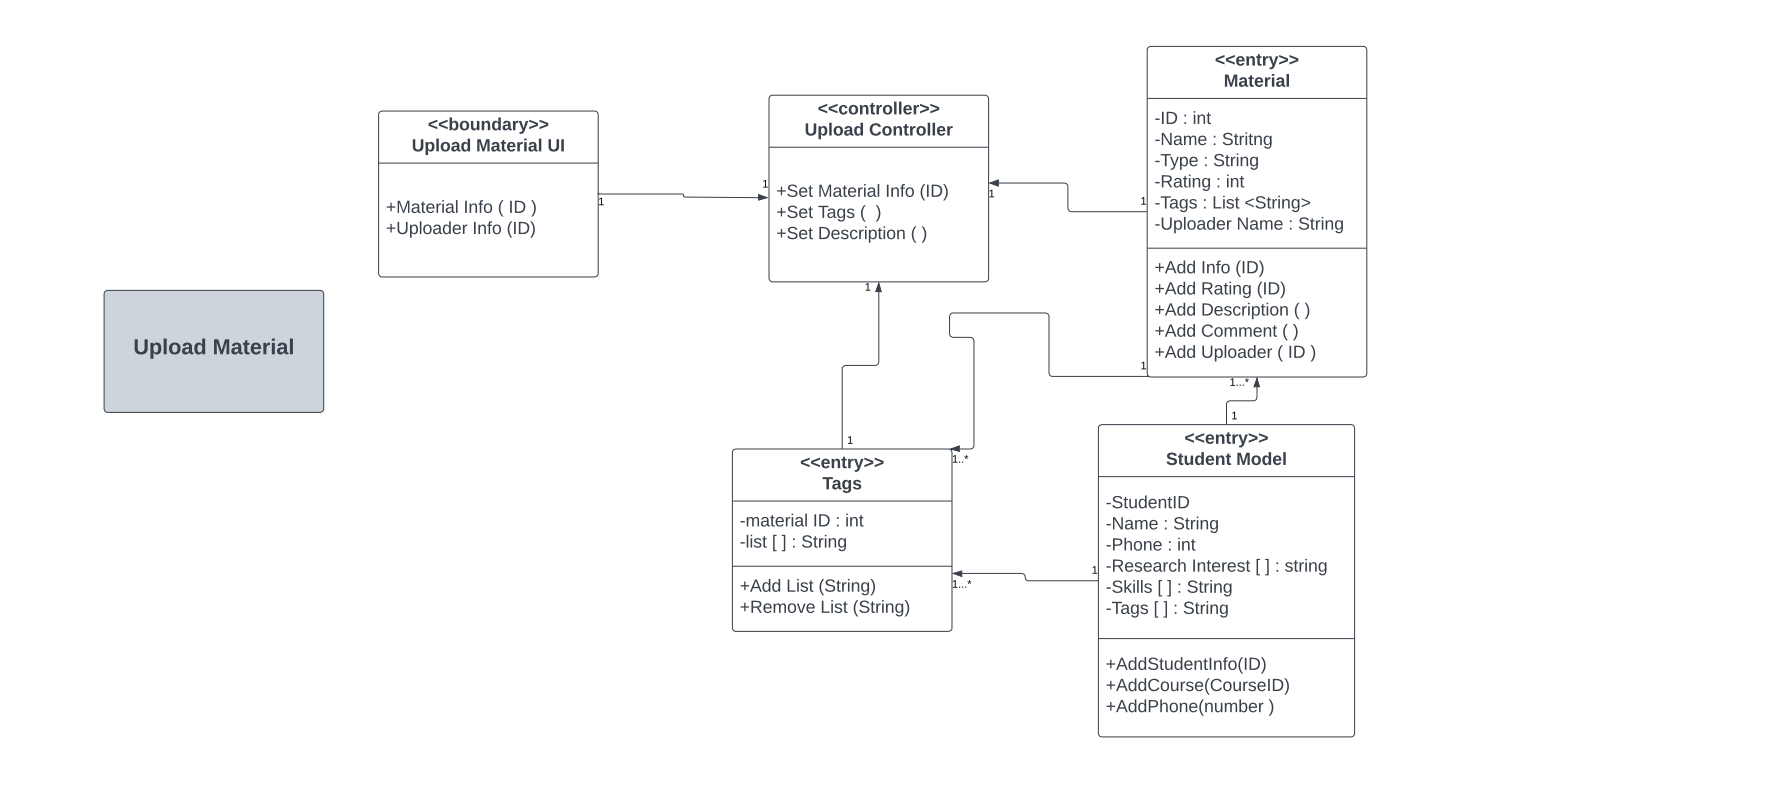 Upload Material
<<boundary>>
Upload Material UI
+Material Info ( ID )
+Uploader Info (ID)
1
1
<<controller>>
Upload Controller
+Set Material Info (ID)
+Set Tags (  )
+Set Description ( )
1
1
<<entry>>
Material
-ID : int
-Name : Stritng
-Type : String
-Rating : int
-Tags : List <String>
-Uploader Name : String
+Add Info (ID)
+Add Rating (ID)
+Add Description ( )
+Add Comment ( )
+Add Uploader ( ID )
1
1
1...*
1
1
<<entry>>
Tags
-material ID : int
-list [ ] : String
+Add List (String)
+Remove List (String)
1..*
1...*
1
<<entry>>
Student Model
-StudentID
-Name : String
-Phone : int
-Research Interest [ ] : string
-Skills [ ] : String
-Tags [ ] : String
+AddStudentInfo(ID)
+AddCourse(CourseID)
+AddPhone(number )